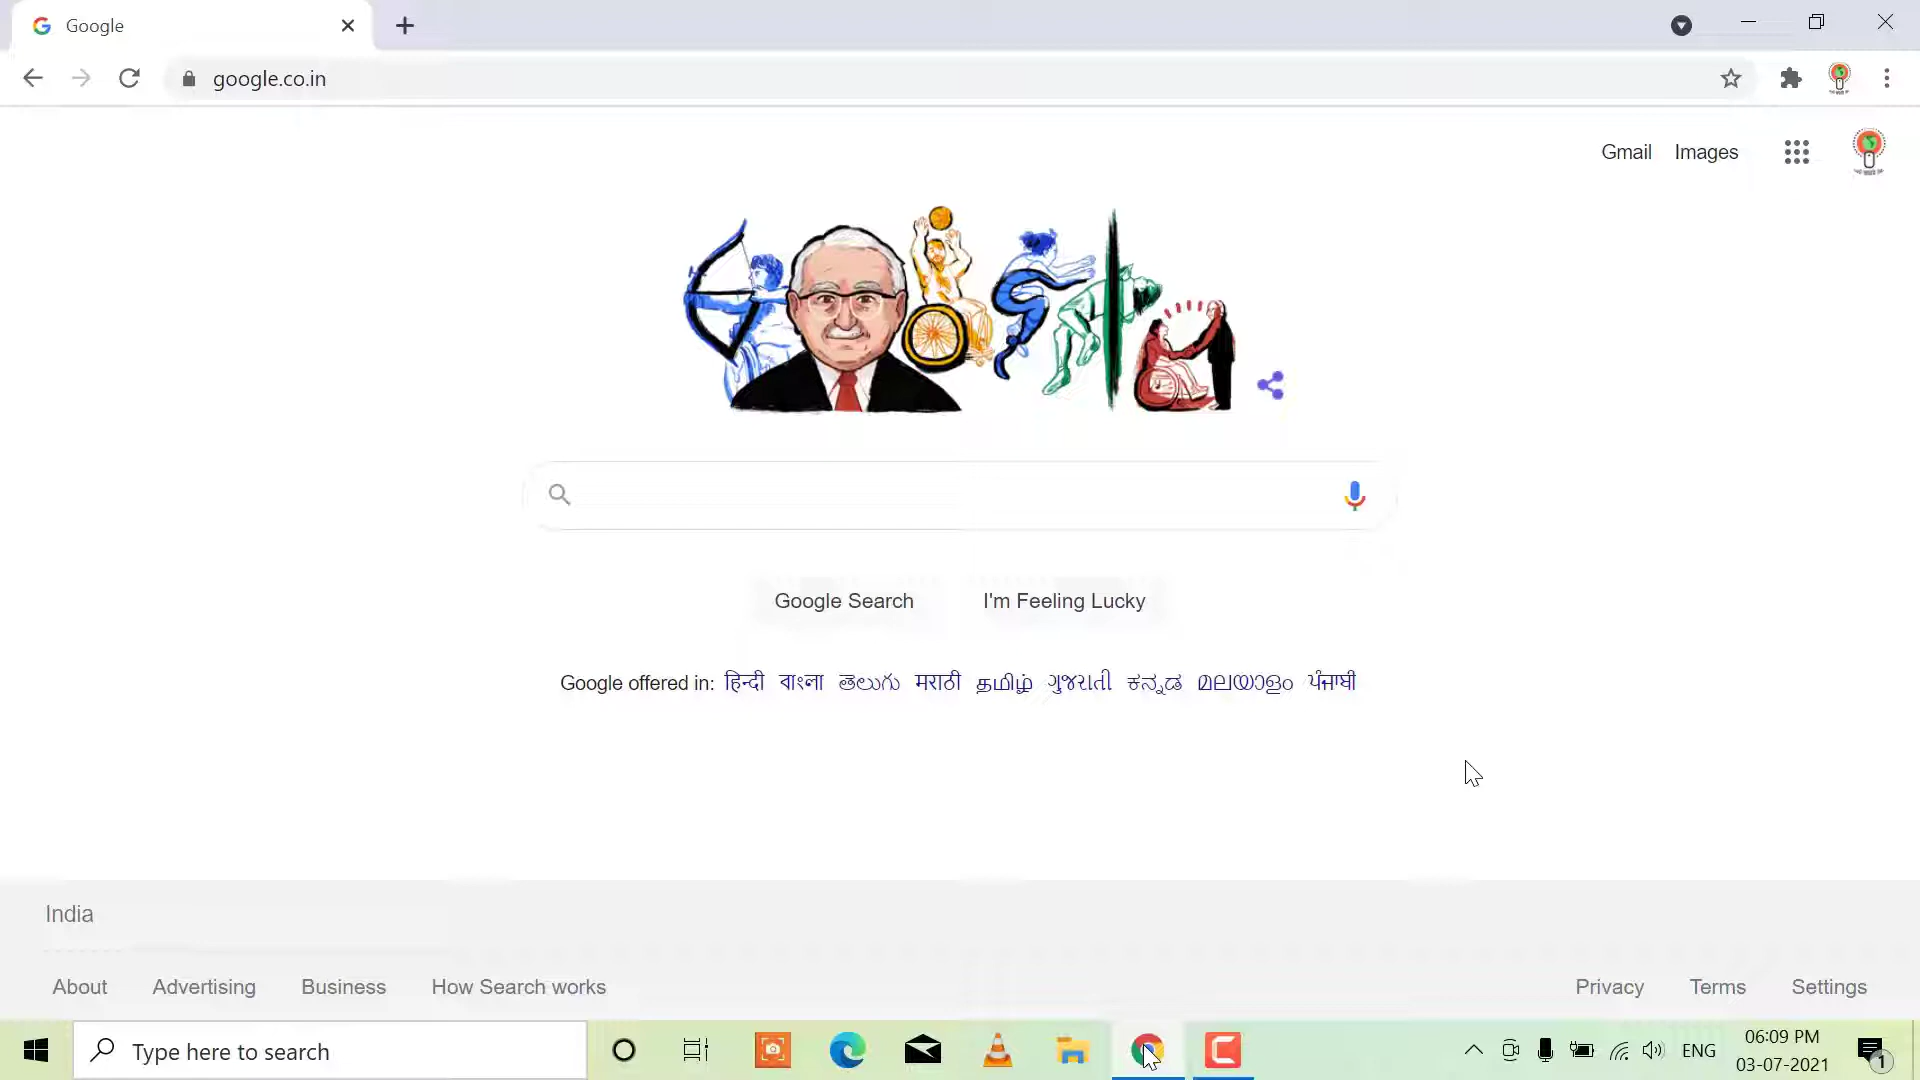 Google
google.co.in
Gmail Images
Google Search I'm Feeling Lucky
Google offered in: हिन्दी বাংলা తెలుగు मराठी தமிழ் ગુજરાતી ಕನ್ನಡ മലയാളം ਪੰਜਾਬੀ
India
About Advertising Business How Search works Privacy Terms Settings
Type here to search
ENG
06:09 PM
03-07-2021
1